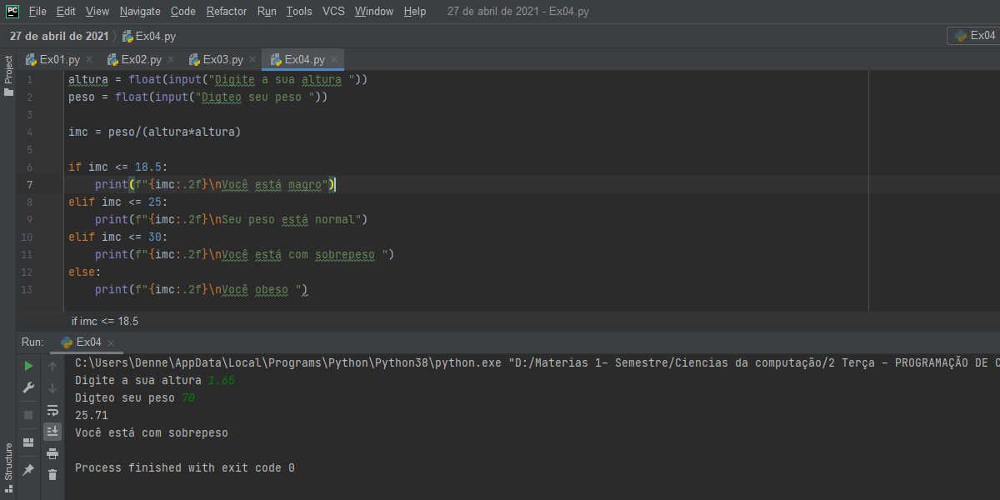 PC File Edit View Navigate Code Refactor Run Tools VCS Window Help 27 de abril de 2021 - Ex04.py
27 de abril de 2021 Ex04.py Ex04
Project
Ex01.py Ex02.py Ex03.py Ex04.py
1 altura = float(input("Digite a sua altura "))
2 peso = float(input("Digteo seu peso "))
3
4 imc = peso/(altura*altura)
5
6 if imc <= 18.5:
7 print(f"{imc:.2f}\nVocê está magro")
8 elif imc <= 25:
9 print(f"{imc:.2f}\nSeu peso está normal")
10 elif imc <= 30:
11 print(f"{imc:.2f}\nVocê está com sobrepeso ")
12 else:
13 print(f"{imc:.2f}\nVocê obeso ")
if imc <= 18.5
Run: Ex04
C:\Users\Denne\AppData\Local\Programs\Python\Python38\python.exe "D:/Materias 1- Semestre/Ciencias da computação/2 Terça - PROGRAMAÇÃO DE C
Digite a sua altura 1.65
Digteo seu peso 70
25.71
Você está com sobrepeso
Process finished with exit code 0
Structure